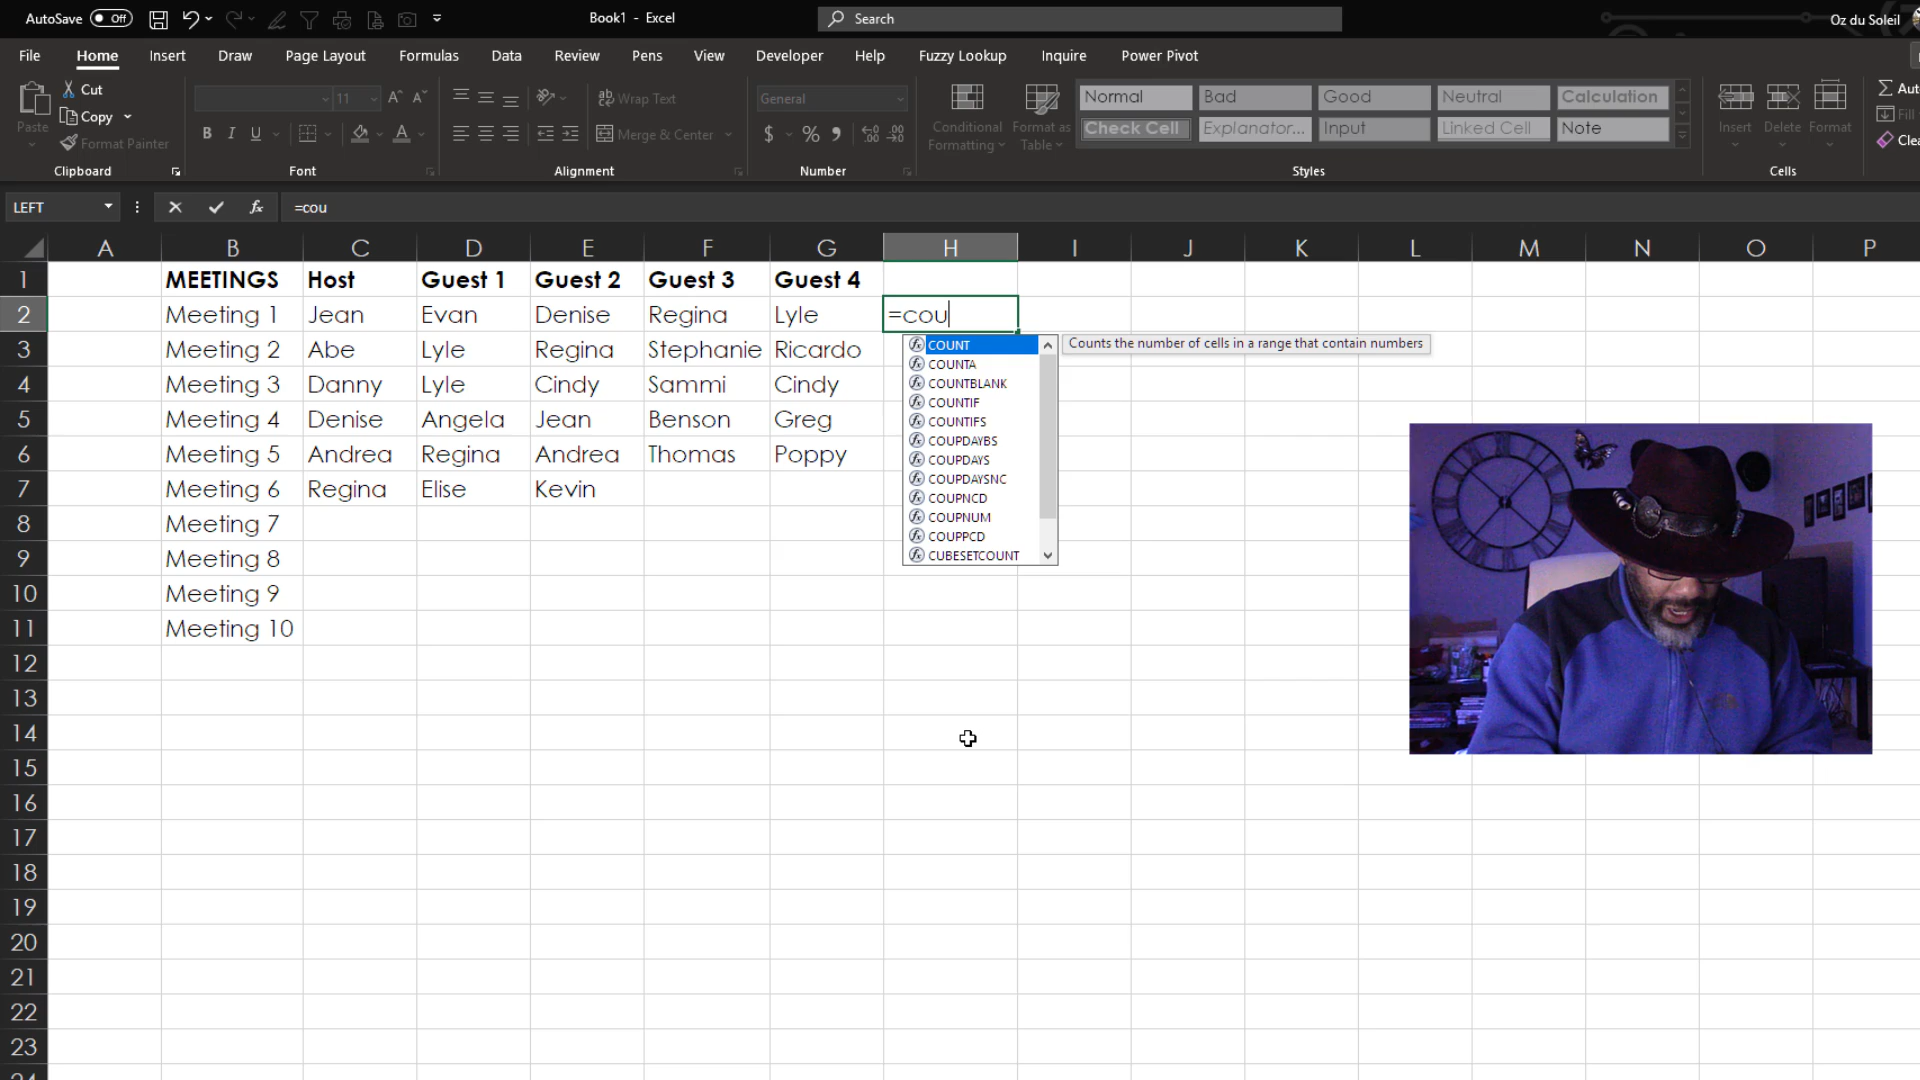 AutoSave Off Book1 - Excel Search Oz du Soleil
File Home Insert Draw Page Layout Formulas Data Review Pens View Developer Help Fuzzy Lookup Inquire Power Pivot
Cut 11 Wrap Text General Normal Bad Good Neutral Calculation
Paste Copy Merge & Center $ % Conditional Formatting Format as Table Check Cell Explanator... Input Linked Cell Note Insert Delete Format
Format Painter B I U
Clipboard Font Alignment Number Styles Cells
LEFT fx =cou
A B C D E F G H I J K L M N O P
1 MEETINGS Host Guest 1 Guest 2 Guest 3 Guest 4
2 Meeting 1 Jean Evan Denise Regina Lyle =cou
3 Meeting 2 Abe Lyle Regina Stephanie Ricardo
4 Meeting 3 Danny Lyle Cindy Sammi Cindy
5 Meeting 4 Denise Angela Jean Benson Greg
6 Meeting 5 Andrea Regina Andrea Thomas Poppy
7 Meeting 6 Regina Elise Kevin
8 Meeting 7
9 Meeting 8
10 Meeting 9
11 Meeting 10
12
13
14
15
16
17
18
19
20
21
22
23
COUNT Counts the number of cells in a range that contain numbers
COUNTA
COUNTBLANK
COUNTIF
COUNTIFS
COUPDAYBS
COUPDAYS
COUPDAYSNC
COUPNCD
COUPNUM
COUPPCD
CUBESETCOUNT